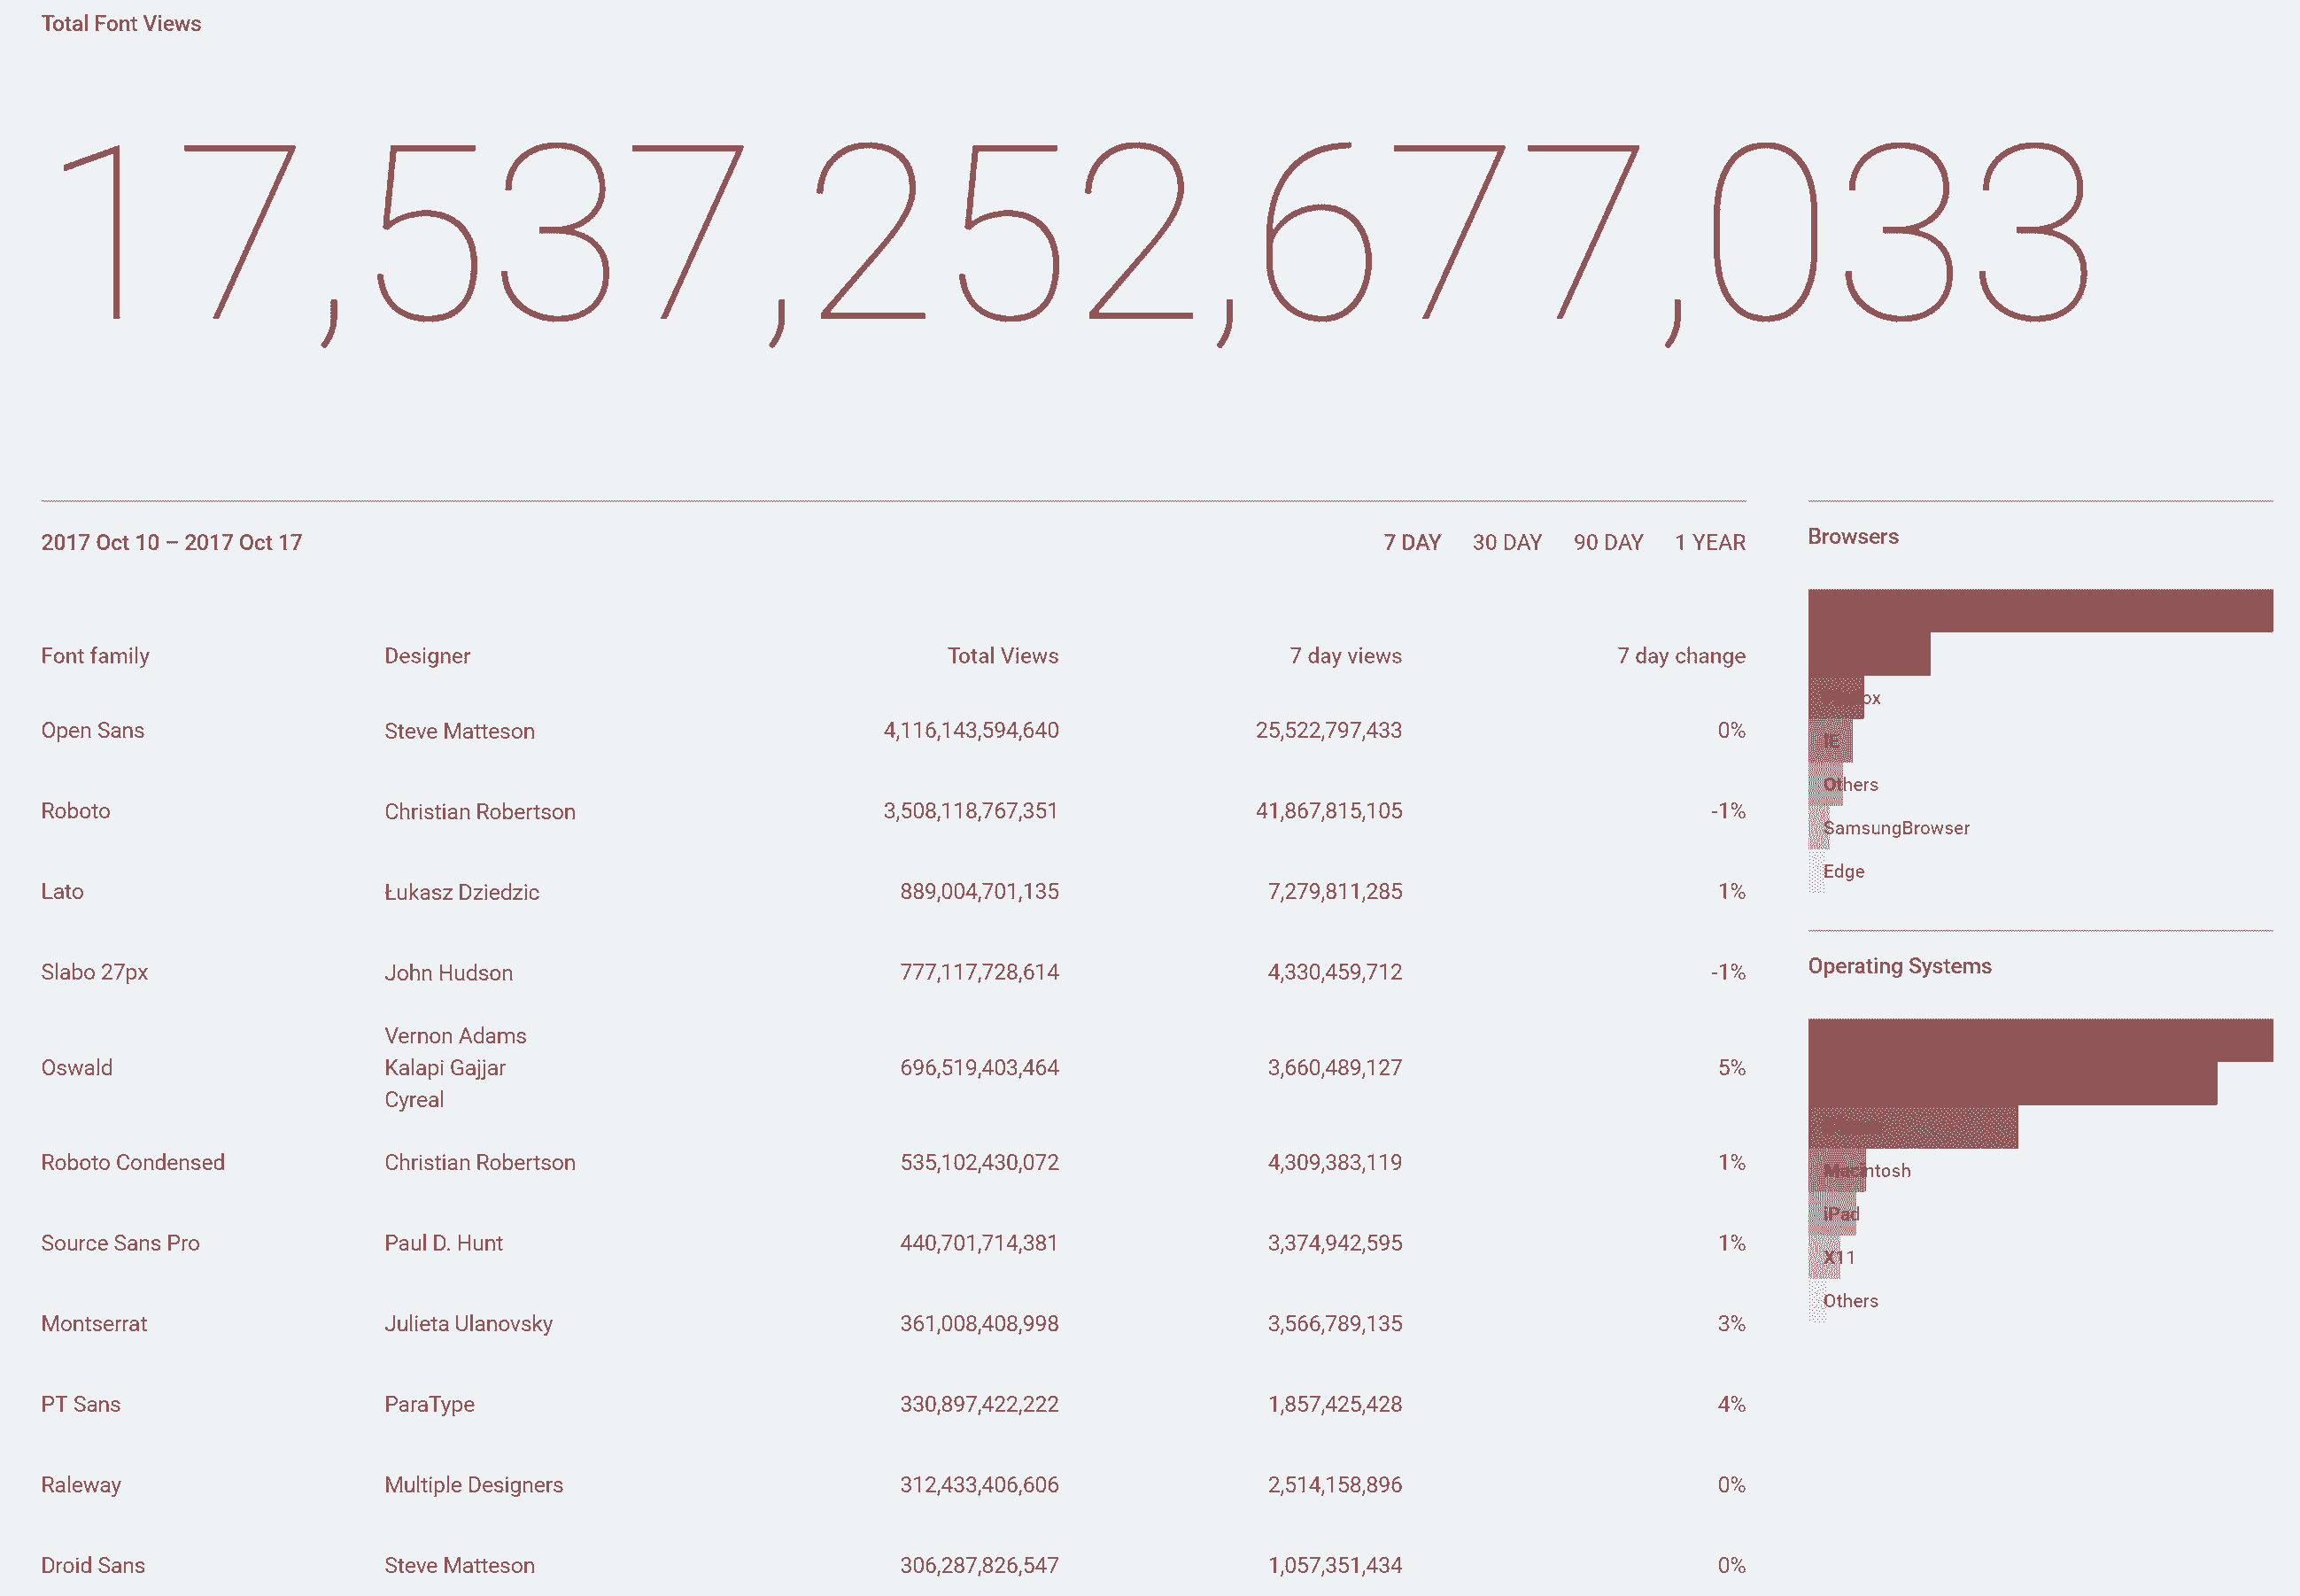 Total Font Views
17,537,252,677,033
2017 Oct 10 – 2017 Oct 17 7 DAY 30 DAY 90 DAY 1 YEAR
Font family Designer Total Views 7 day views 7 day change
Open Sans Steve Matteson 4,116,143,594,640 25,522,797,433 0%
Roboto Christian Robertson 3,508,118,767,351 41,867,815,105 -1%
Lato Łukasz Dziedzic 889,004,701,135 7,279,811,285 1%
Slabo 27px John Hudson 777,117,728,614 4,330,459,712 -1%
Vernon Adams
Oswald Kalapi Gajjar 696,519,403,464 3,660,489,127 5%
Cyreal
Roboto Condensed Christian Robertson 535,102,430,072 4,309,383,119 1%
Source Sans Pro Paul D. Hunt 440,701,714,381 3,374,942,595 1%
Montserrat Julieta Ulanovsky 361,008,408,998 3,566,789,135 3%
PT Sans ParaType 330,897,422,222 1,857,425,428 4%
Raleway Multiple Designers 312,433,406,606 2,514,158,896 0%
Droid Sans Steve Matteson 306,287,826,547 1,057,351,434 0%
Browsers
IE
Others
SamsungBrowser
Edge
Operating Systems
Macintosh
iPad
X11
Others